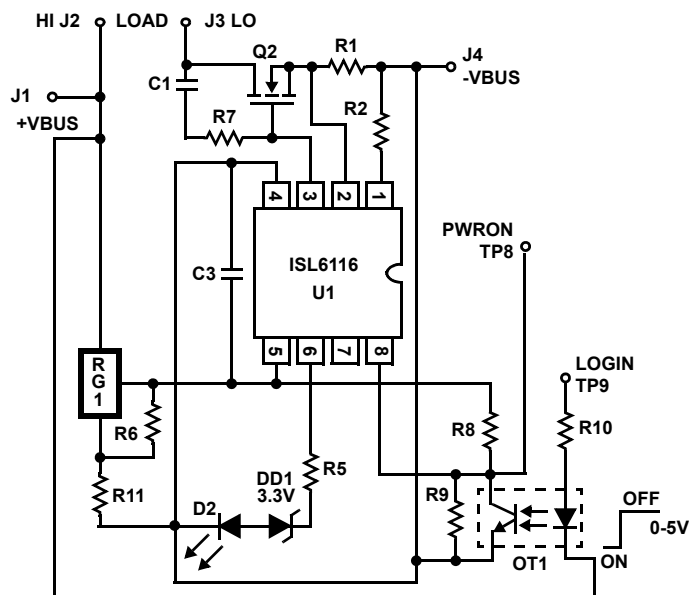 HI J2 LOAD J3 LO
Q2
R1
J4
-VBUS
C1
R2
J1
+VBUS
R7
4 3 2 1
PWRON
TP8
ISL6116
U1
C3
5 6 7 8
LOGIN
TP9
RG1
R6
R8
R10
R5
R11
DD1
3.3V
D2
R9
OFF
0-5V
ON
OT1